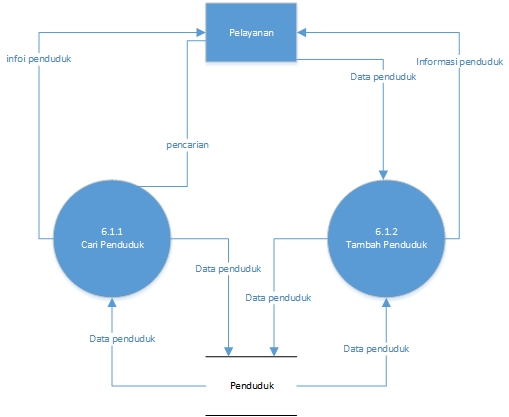 Pelayanan
infoi penduduk
Informasi penduduk
Data penduduk
pencarian
6.1.1
Cari Penduduk
6.1.2
Tambah Penduduk
Data penduduk
Data penduduk
Data penduduk
Data penduduk
Penduduk